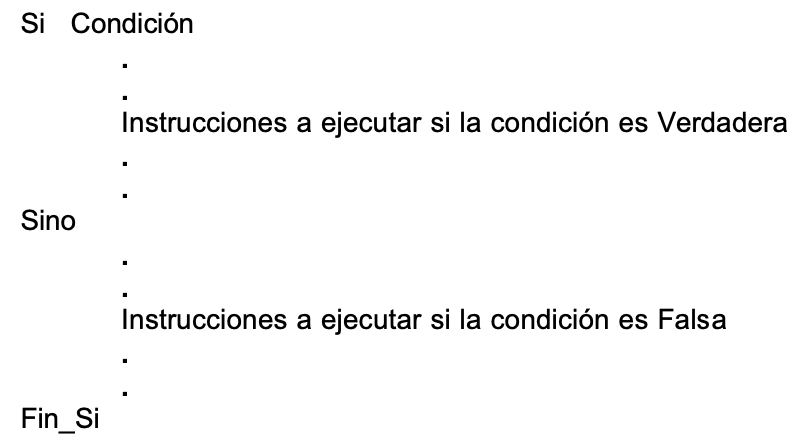 Si Condición
.
.
Instrucciones a ejecutar si la condición es Verdadera
.
.
Sino
.
.
Instrucciones a ejecutar si la condición es Falsa
.
.
Fin_Si